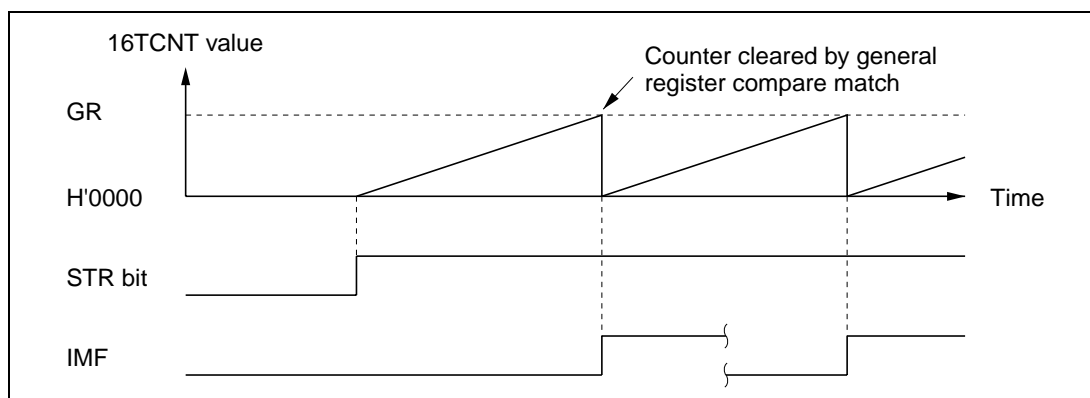 16TCNT value
Counter cleared by general
register compare match
GR
H'0000
Time
STR bit
IMF